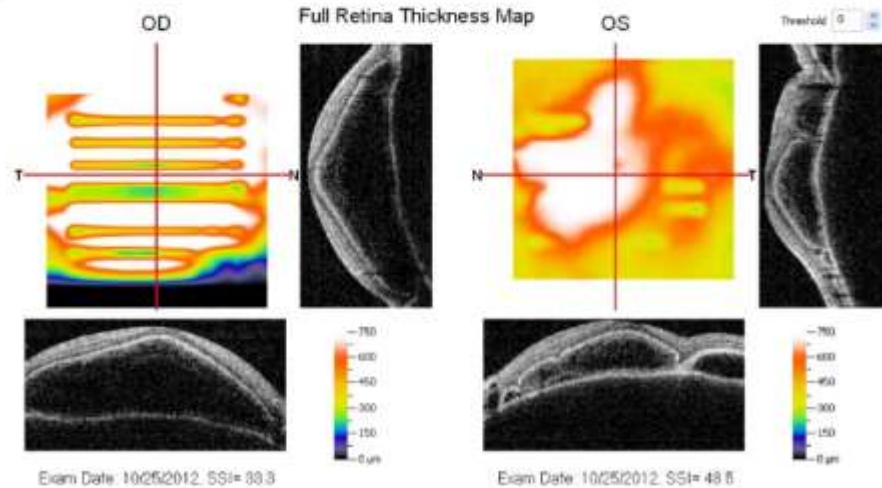 Full Retina Thickness Map
OD
OS
Threshold 0
T
N
N
T
750
600
450
300
150
0 µm
750
600
450
300
150
0 µm
Exam Date: 10/25/2012, SSI= 33.3
Exam Date: 10/25/2012, SSI= 48.6